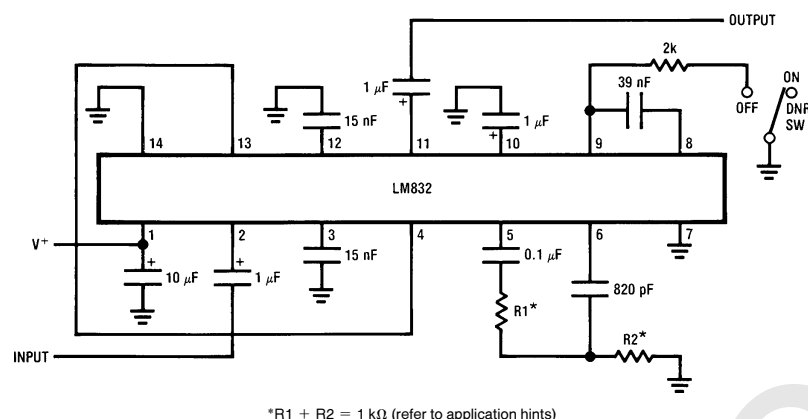 OUTPUT
2k
39 nF
ON
OFF
DNR
SW
1 μF
+
15 nF
+
1 μF
14 13 12 11 10 9 8
LM832
1 2 3 4 5 6 7
V+
+
10 μF
+
1 μF
15 nF
0.1 μF
820 pF
R1*
R2*
INPUT
*R1 + R2 = 1 kΩ (refer to application hints)